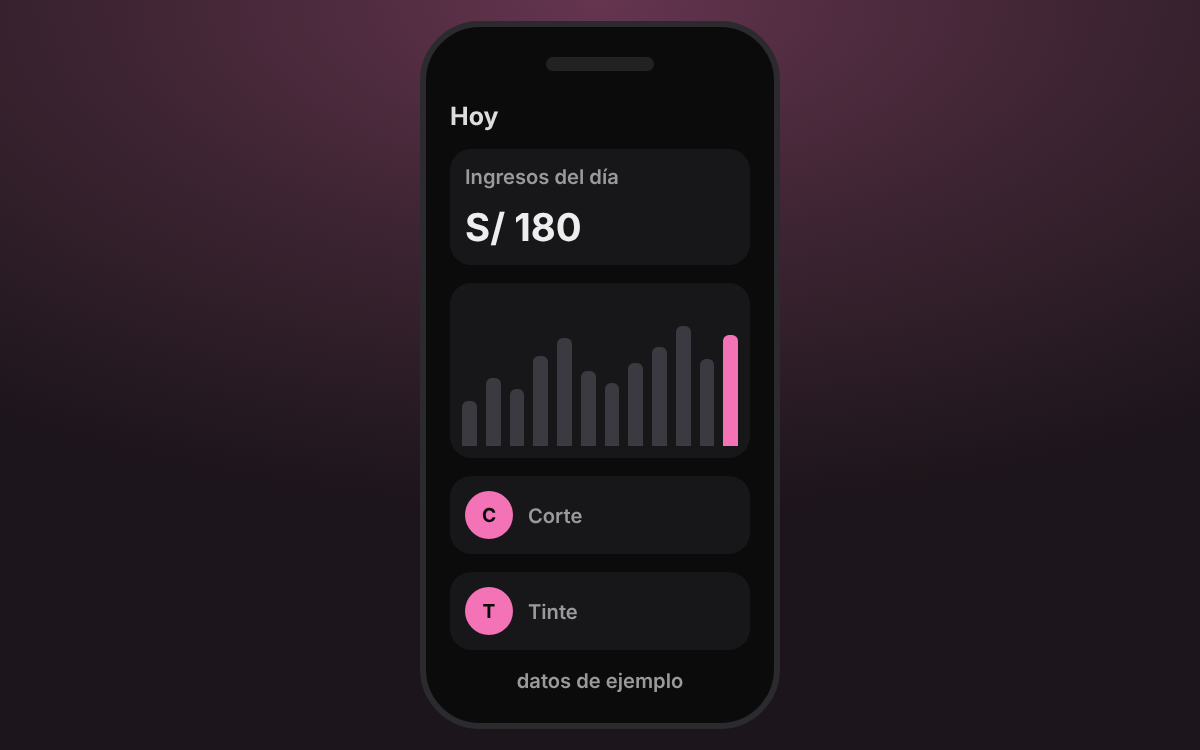 Hoy
Ingresos del día
S/ 180
C
Corte
T
Tinte
datos de ejemplo